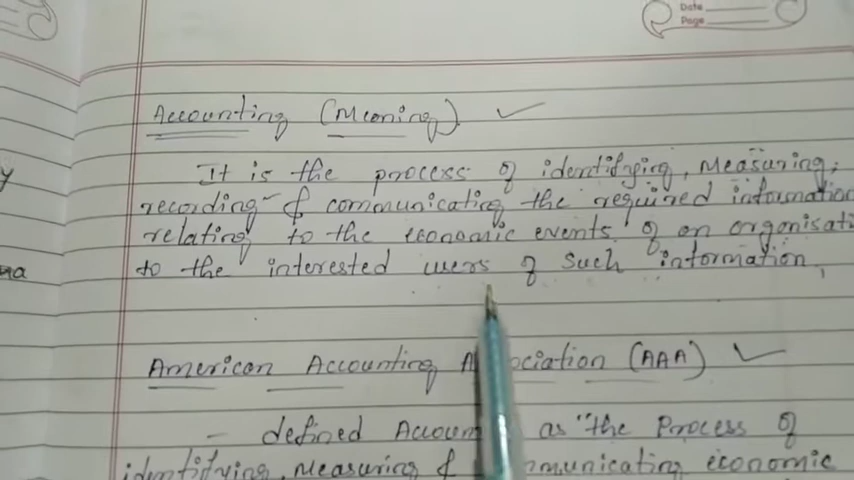 Date
Page
Accounting (Meaning)
It is the process of identifying, Measuring,
recording & communicating the required information
relating to the economic events of an organisati
to the interested users of such information,
American Accounting Association (AAA)
- defined Accoun as "the Process of
identifying, Measuring & communicating economic